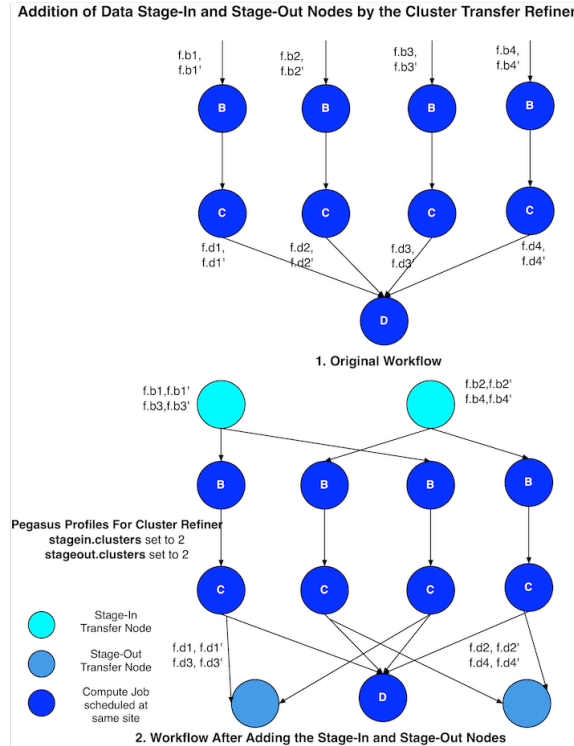 Addition of Data Stage-In and Stage-Out Nodes by the Cluster Transfer Refiner
f.b1,
f.b1'
f.b2,
f.b2'
f.b3,
f.b3'
f.b4,
f.b4'
B
B
B
B
C
C
C
C
f.d1,
f.d1'
f.d2,
f.d2'
f.d3,
f.d3'
f.d4,
f.d4'
D
1. Original Workflow
f.b1,f.b1'
f.b3,f.b3'
f.b2,f.b2'
f.b4,f.b4'
B
B
B
B
Pegasus Profiles For Cluster Refiner
stagein.clusters set to 2
stageout.clusters set to 2
C
C
C
C
Stage-In
Transfer Node
Stage-Out
Transfer Node
Compute Job
scheduled at
same site
f.d1, f.d1'
f.d3, f.d3'
f.d2, f.d2'
f.d4, f.d4'
D
2. Workflow After Adding the Stage-In and Stage-Out Nodes